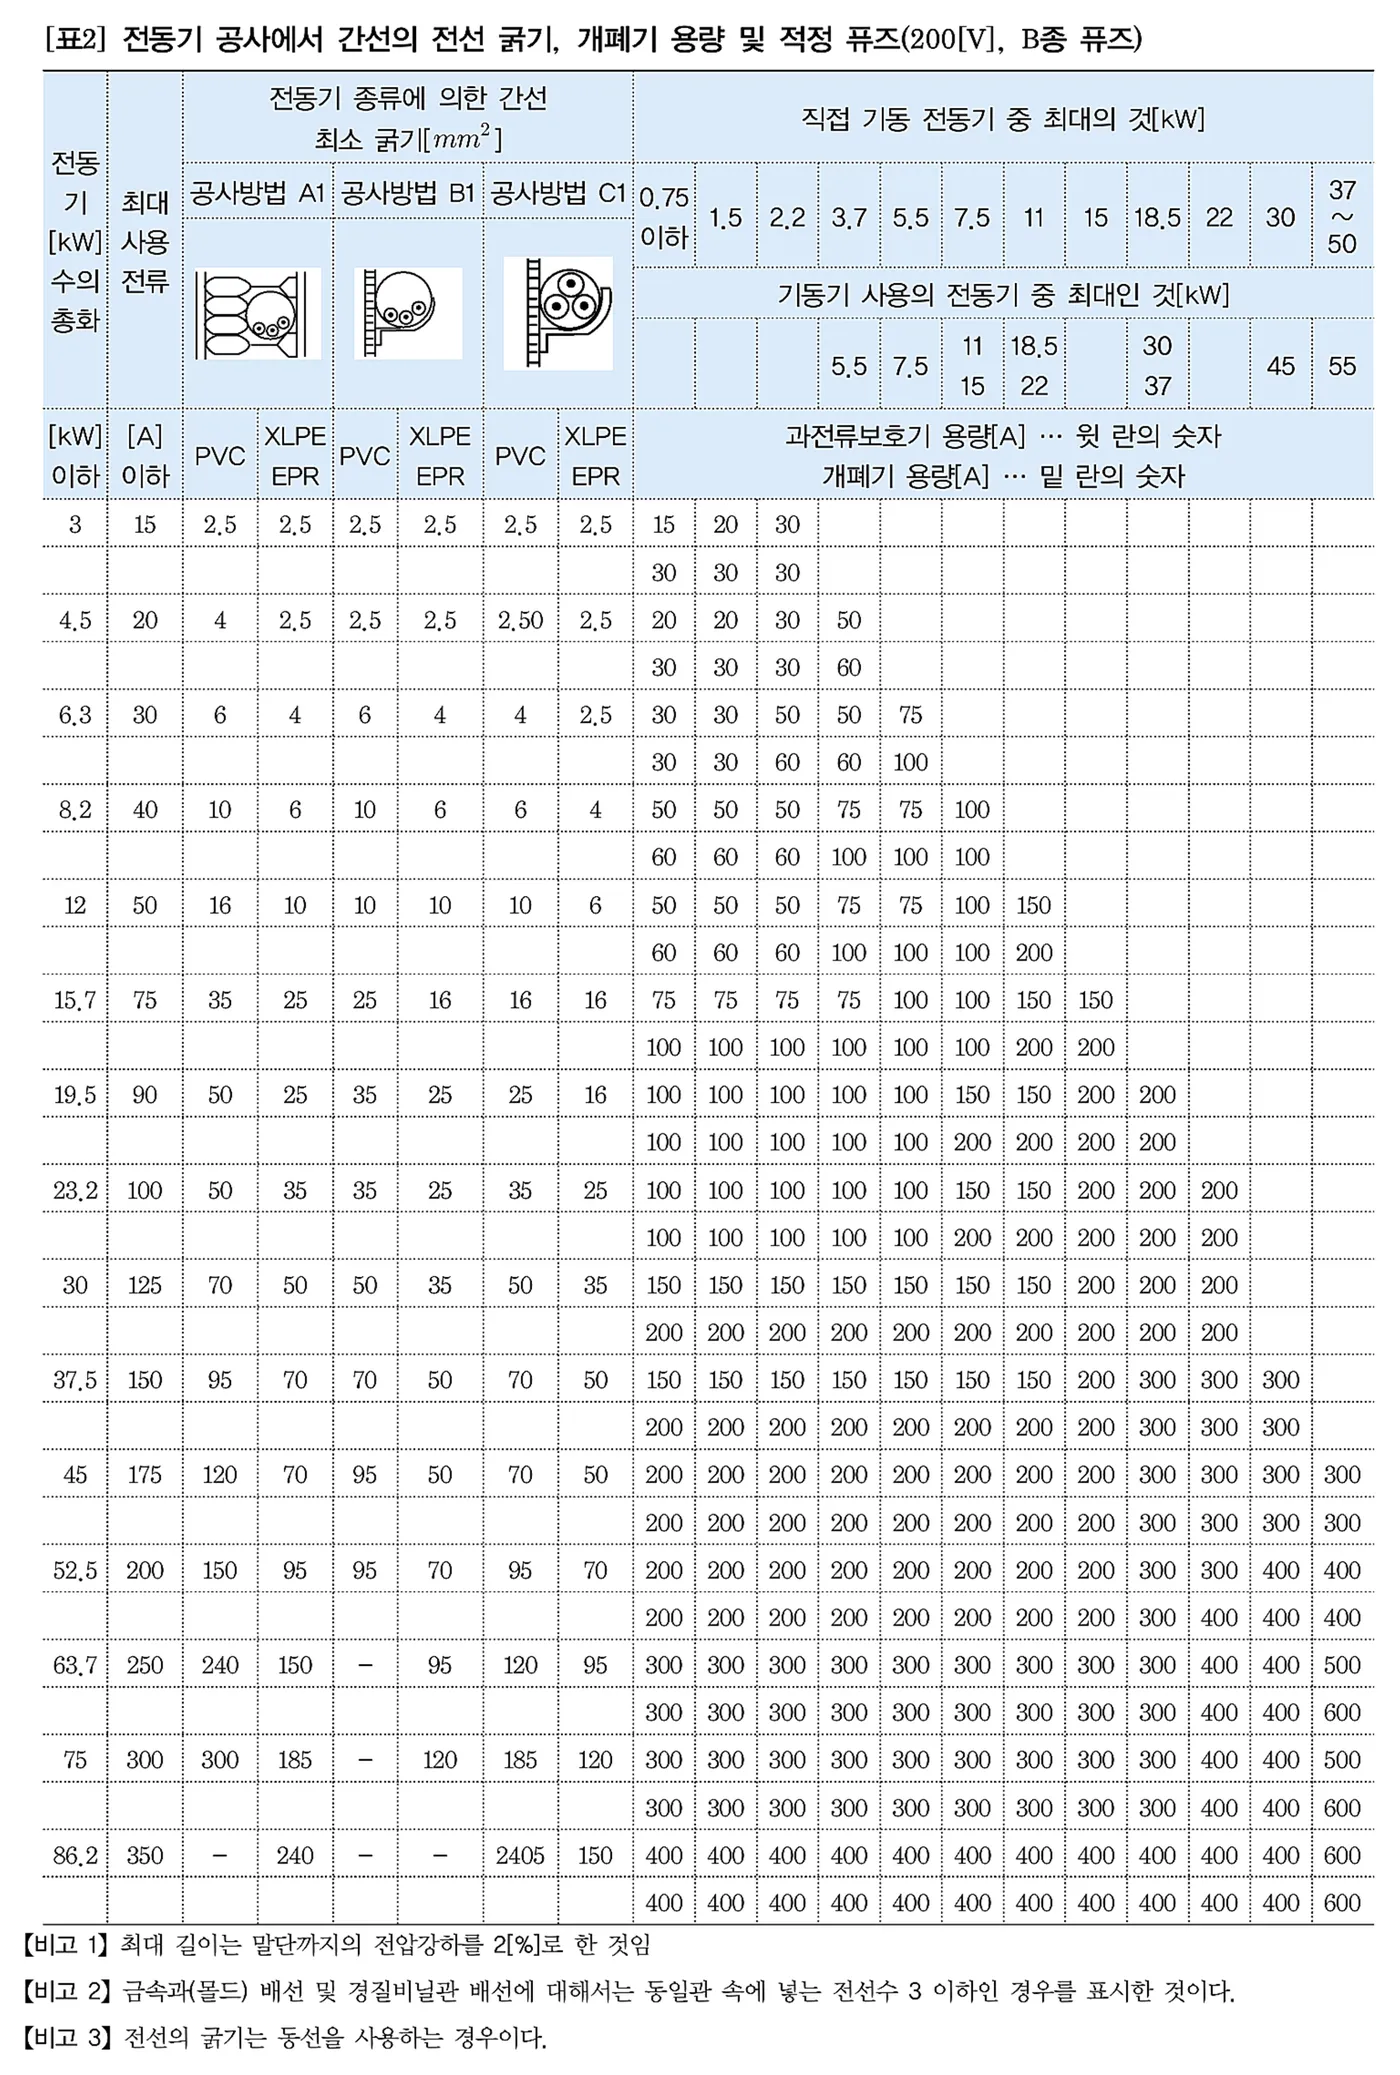 [표2] 전동기 공사에서 간선의 전선 굵기, 개폐기 용량 및 적정 퓨즈(200[V], B종 퓨즈)
전동기 [kW] 수의 총화 최대 사용 전류 전동기 종류에 의한 간선 최소 굵기[mm²] 직접 기동 전동기 중 최대의 것[kW]
공사방법 A1 공사방법 B1 공사방법 C1 0.75 이하 1.5 2.2 3.7 5.5 7.5 11 15 18.5 22 30 37~50
기동기 사용의 전동기 중 최대인 것[kW]
5.5 7.5 11 15 18.5 22 30 37 45 55
[kW] 이하 [A] 이하 PVC XLPE EPR PVC XLPE EPR PVC XLPE EPR 과전류보호기 용량[A] … 윗 란의 숫자
개폐기 용량[A] … 밑 란의 숫자
3 15 2.5 2.5 2.5 2.5 2.5 2.5 15 20 30
30 30 30
4.5 20 4 2.5 2.5 2.5 2.50 2.5 20 20 30 50
30 30 30 60
6.3 30 6 4 6 4 4 2.5 30 30 50 50 75
30 30 60 60 100
8.2 40 10 6 10 6 6 4 50 50 50 75 75 100
60 60 60 100 100 100
12 50 16 10 10 10 10 6 50 50 50 75 75 100 150
60 60 60 100 100 100 200
15.7 75 35 25 25 16 16 16 75 75 75 75 100 100 150 150
100 100 100 100 100 100 200 200
19.5 90 50 25 35 25 25 16 100 100 100 100 100 150 150 200 200
100 100 100 100 100 200 200 200 200
23.2 100 50 35 35 25 35 25 100 100 100 100 100 150 150 200 200 200
100 100 100 100 100 200 200 200 200 200
30 125 70 50 50 35 50 35 150 150 150 150 150 150 150 200 200 200
200 200 200 200 200 200 200 200 200 200
37.5 150 95 70 70 50 70 50 150 150 150 150 150 150 150 200 300 300 300
200 200 200 200 200 200 200 200 300 300 300
45 175 120 70 95 50 70 50 200 200 200 200 200 200 200 200 300 300 300 300
200 200 200 200 200 200 200 200 300 300 300 300
52.5 200 150 95 95 70 95 70 200 200 200 200 200 200 200 200 300 300 400 400
200 200 200 200 200 200 200 200 300 400 400 400
63.7 250 240 150 - 95 120 95 300 300 300 300 300 300 300 300 300 400 400 500
300 300 300 300 300 300 300 300 300 400 400 600
75 300 300 185 - 120 185 120 300 300 300 300 300 300 300 300 300 400 400 500
300 300 300 300 300 300 300 300 300 400 400 600
86.2 350 - 240 - - 2405 150 400 400 400 400 400 400 400 400 400 400 400 600
400 400 400 400 400 400 400 400 400 400 400 600
【비고 1】 최대 길이는 말단까지의 전압강하를 2[%]로 한 것임
【비고 2】 금속과(몰드) 배선 및 경질비닐관 배선에 대해서는 동일관 속에 넣는 전선수 3 이하인 경우를 표시한 것이다.
【비고 3】 전선의 굵기는 동선을 사용하는 경우이다.